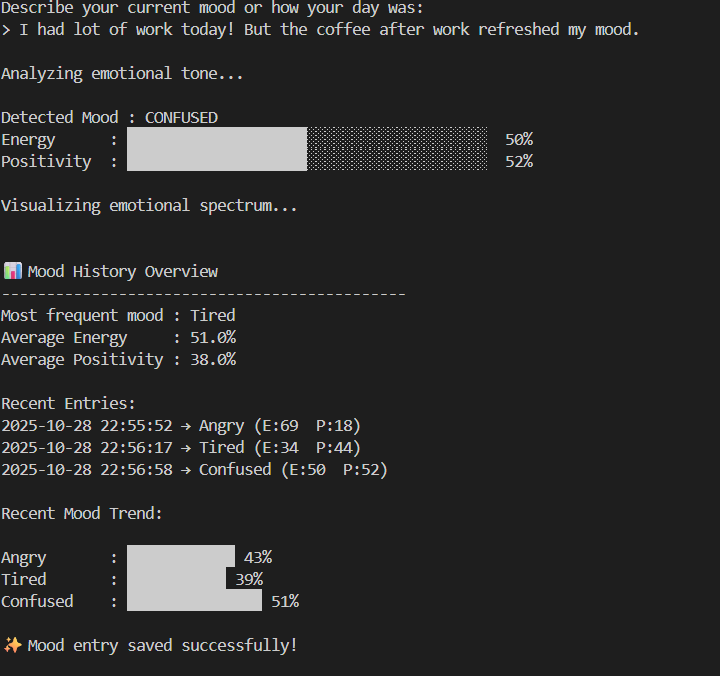 Describe your current mood or how your day was:
> I had lot of work today! But the coffee after work refreshed my mood.
Analyzing emotional tone...
Detected Mood : CONFUSED
Energy : 50%
Positivity : 52%
Visualizing emotional spectrum...
📊 Mood History Overview
---------------------------------------------
Most frequent mood : Tired
Average Energy : 51.0%
Average Positivity : 38.0%
Recent Entries:
2025-10-28 22:55:52 → Angry (E:69 P:18)
2025-10-28 22:56:17 → Tired (E:34 P:44)
2025-10-28 22:56:58 → Confused (E:50 P:52)
Recent Mood Trend:
Angry : 43%
Tired : 39%
Confused : 51%
✨ Mood entry saved successfully!